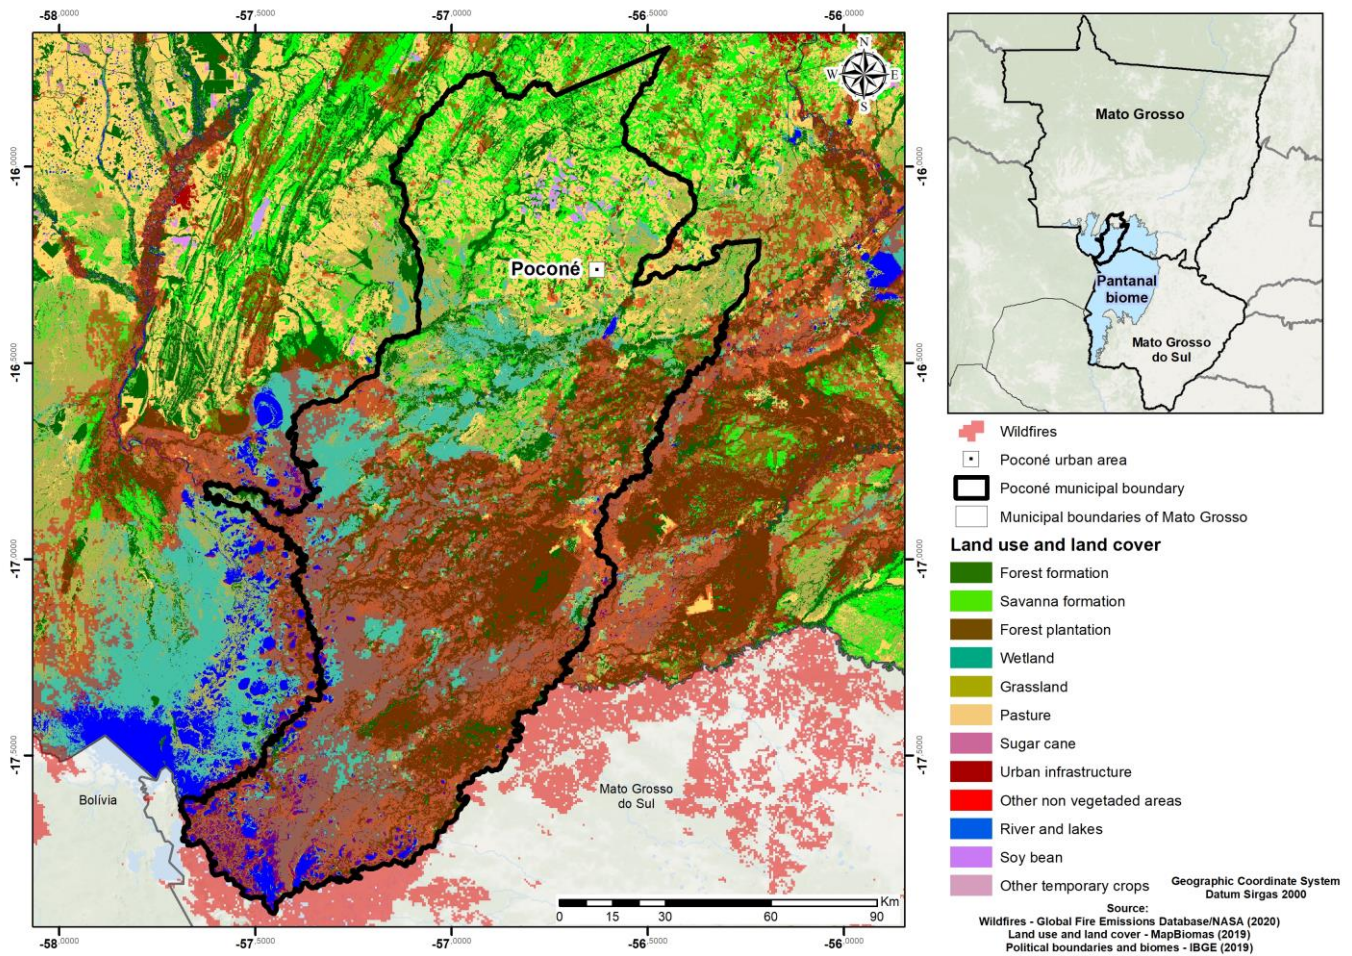 -58,0000
-57,5000
-57,0000
-56,5000
-56,0000
N
W E
S
-16,0000
-16,5000
-17,0000
-17,5000
Poconé
Bolívia
Mato Grosso
do Sul
Km
0 15 30 60 90
-16,0000
-16,5000
-17,0000
-17,5000
-58,0000
-57,5000
-57,0000
-56,5000
-56,0000
Mato Grosso
Pantanal
biome
Mato Grosso
do Sul
Wildfires
Poconé urban area
Poconé municipal boundary
Municipal boundaries of Mato Grosso
Land use and land cover
Forest formation
Savanna formation
Forest plantation
Wetland
Grassland
Pasture
Sugar cane
Urban infrastructure
Other non vegetaded areas
River and lakes
Soy bean
Other temporary crops
Geographic Coordinate System
Datum Sirgas 2000
Source:
Wildfires - Global Fire Emissions Database/NASA (2020)
Land use and land cover - MapBiomas (2019)
Political boundaries and biomes - IBGE (2019)